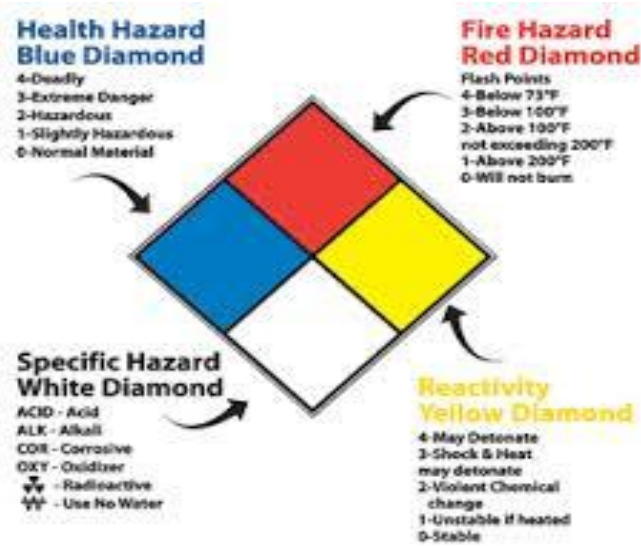 Health Hazard
Blue Diamond
4-Deadly
3-Extreme Danger
2-Hazardous
1-Slightly Hazardous
0-Normal Material
Fire Hazard
Red Diamond
Flash Points
4-Below 73°F
3-Below 100°F
2-Above 100°F
not exceeding 200°F
1-Above 200°F
0-Will not burn
Specific Hazard
White Diamond
ACID - Acid
ALK - Alkali
COR - Corrosive
OXY - Oxidizer
- Radioactive
W - Use No Water
Reactivity
Yellow Diamond
4-May Detonate
3-Shock & Heat
may detonate
2-Violent Chemical
change
1-Unstable if heated
0-Stable